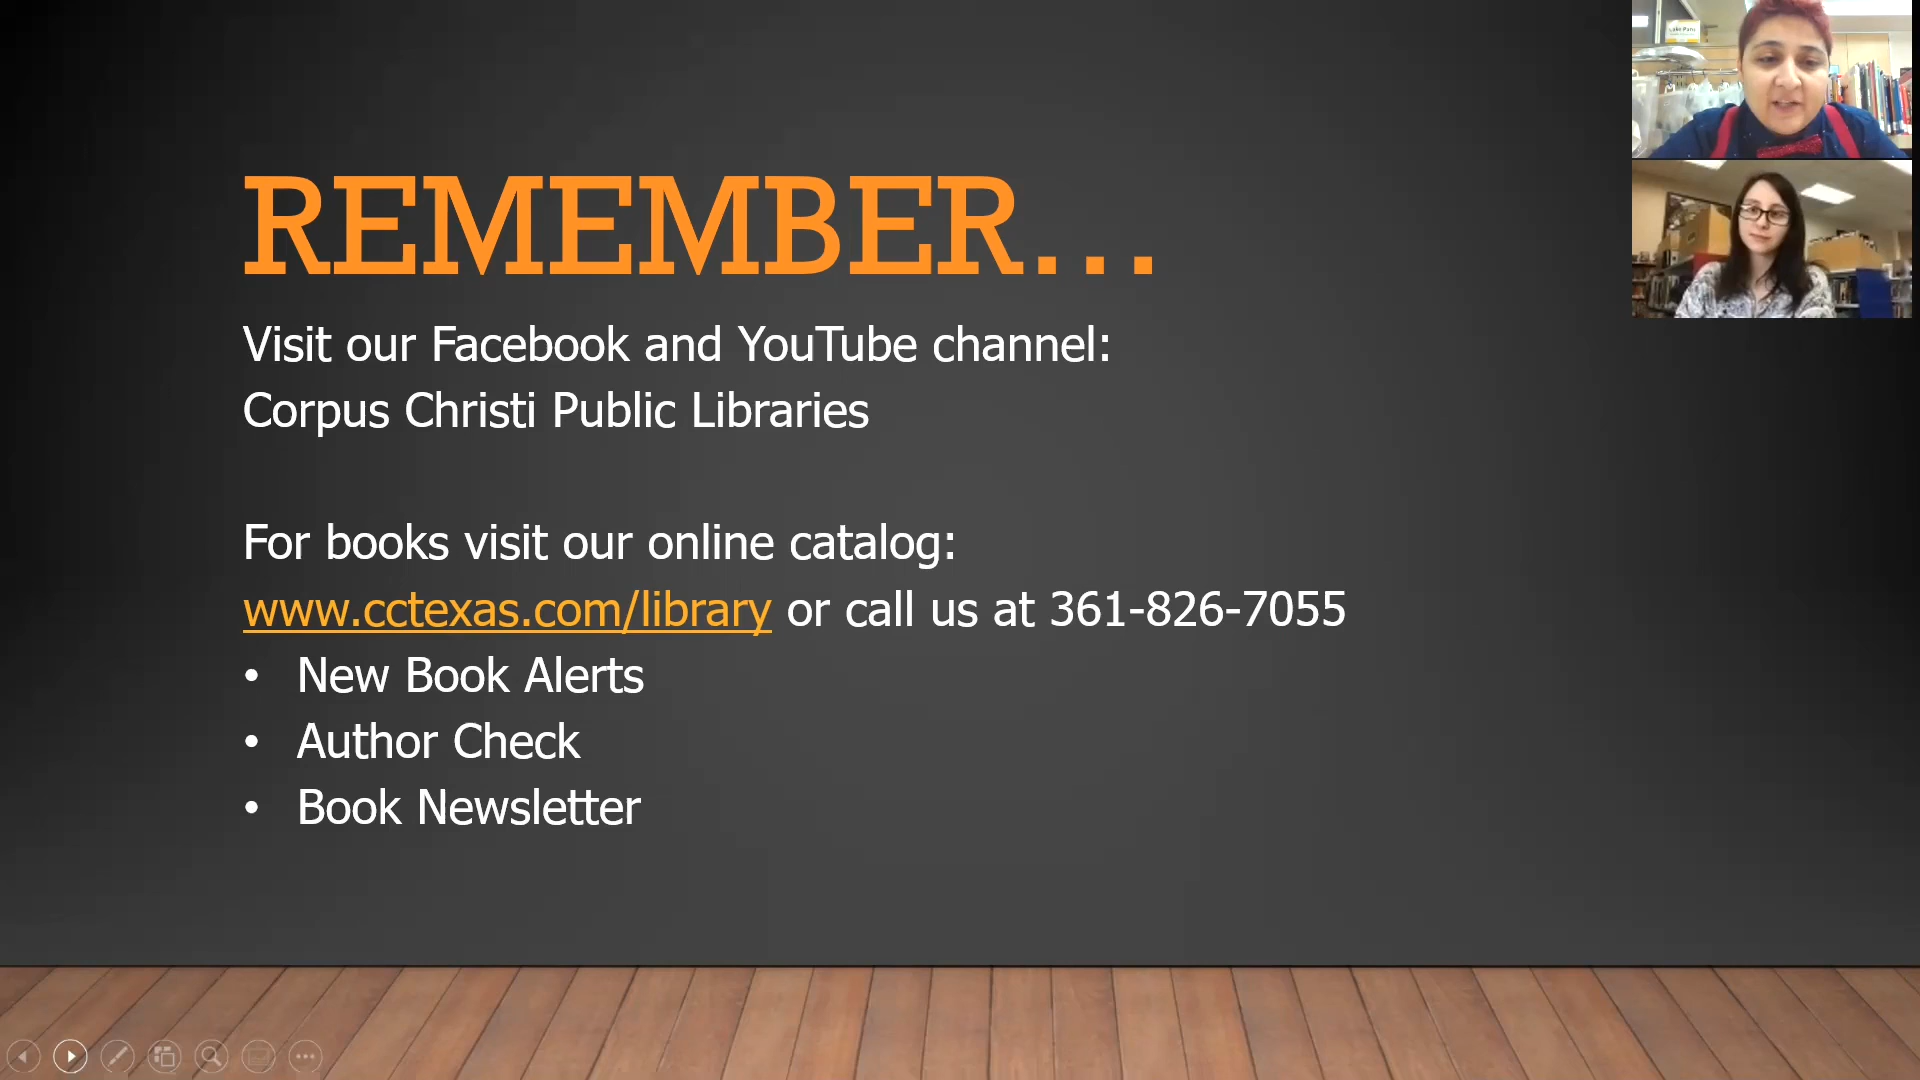 REMEMBER...
Visit our Facebook and YouTube channel:
Corpus Christi Public Libraries
For books visit our online catalog:
www.cctexas.com/library or call us at 361-826-7055
• New Book Alerts
• Author Check
• Book Newsletter